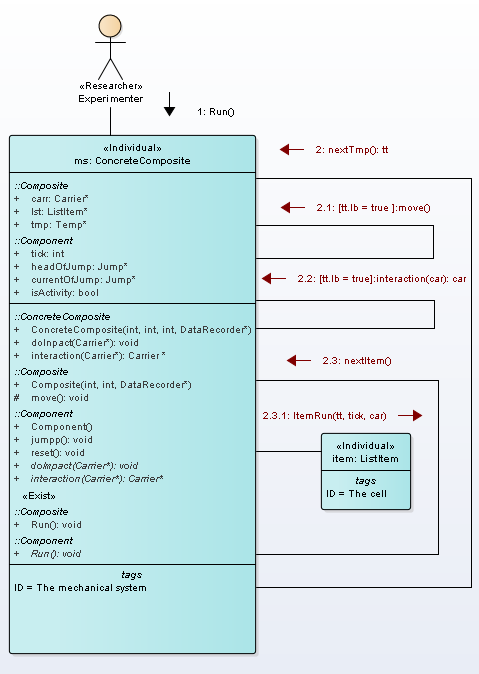 «Researcher»
Experimenter
1: Run()
«Individual»
ms: ConcreteComposite
2: nextTmp(): tt
::Composite
+ carr: Carrier*
+ lst: ListItem*
+ tmp: Temp*
2.1: [tt.lb = true ]:move()
::Component
+ tick: int
+ headOfJump: Jump*
+ currentOfJump: Jump*
+ isActivity: bool
2.2: [tt.lb = true]:interaction(car): car
::ConcreteComposite
+ ConcreteComposite(int, int, int, DataRecorder*)
+ doInpact(Carrier*): void
+ interaction(Carrier*): Carrier *
2.3: nextItem()
::Composite
+ Composite(int, int, DataRecorder*)
# move(): void
::Component
+ Component()
+ jumpp(): void
+ reset(): void
+ doImpact(Carrier*): void
+ interaction(Carrier*): Carrier*
2.3.1: ItemRun(tt, tick, car)
«Individual»
item: ListItem
tags
ID = The cell
«Exist»
::Composite
+ Run(): void
::Component
+ Run(): void
tags
ID = The mechanical system